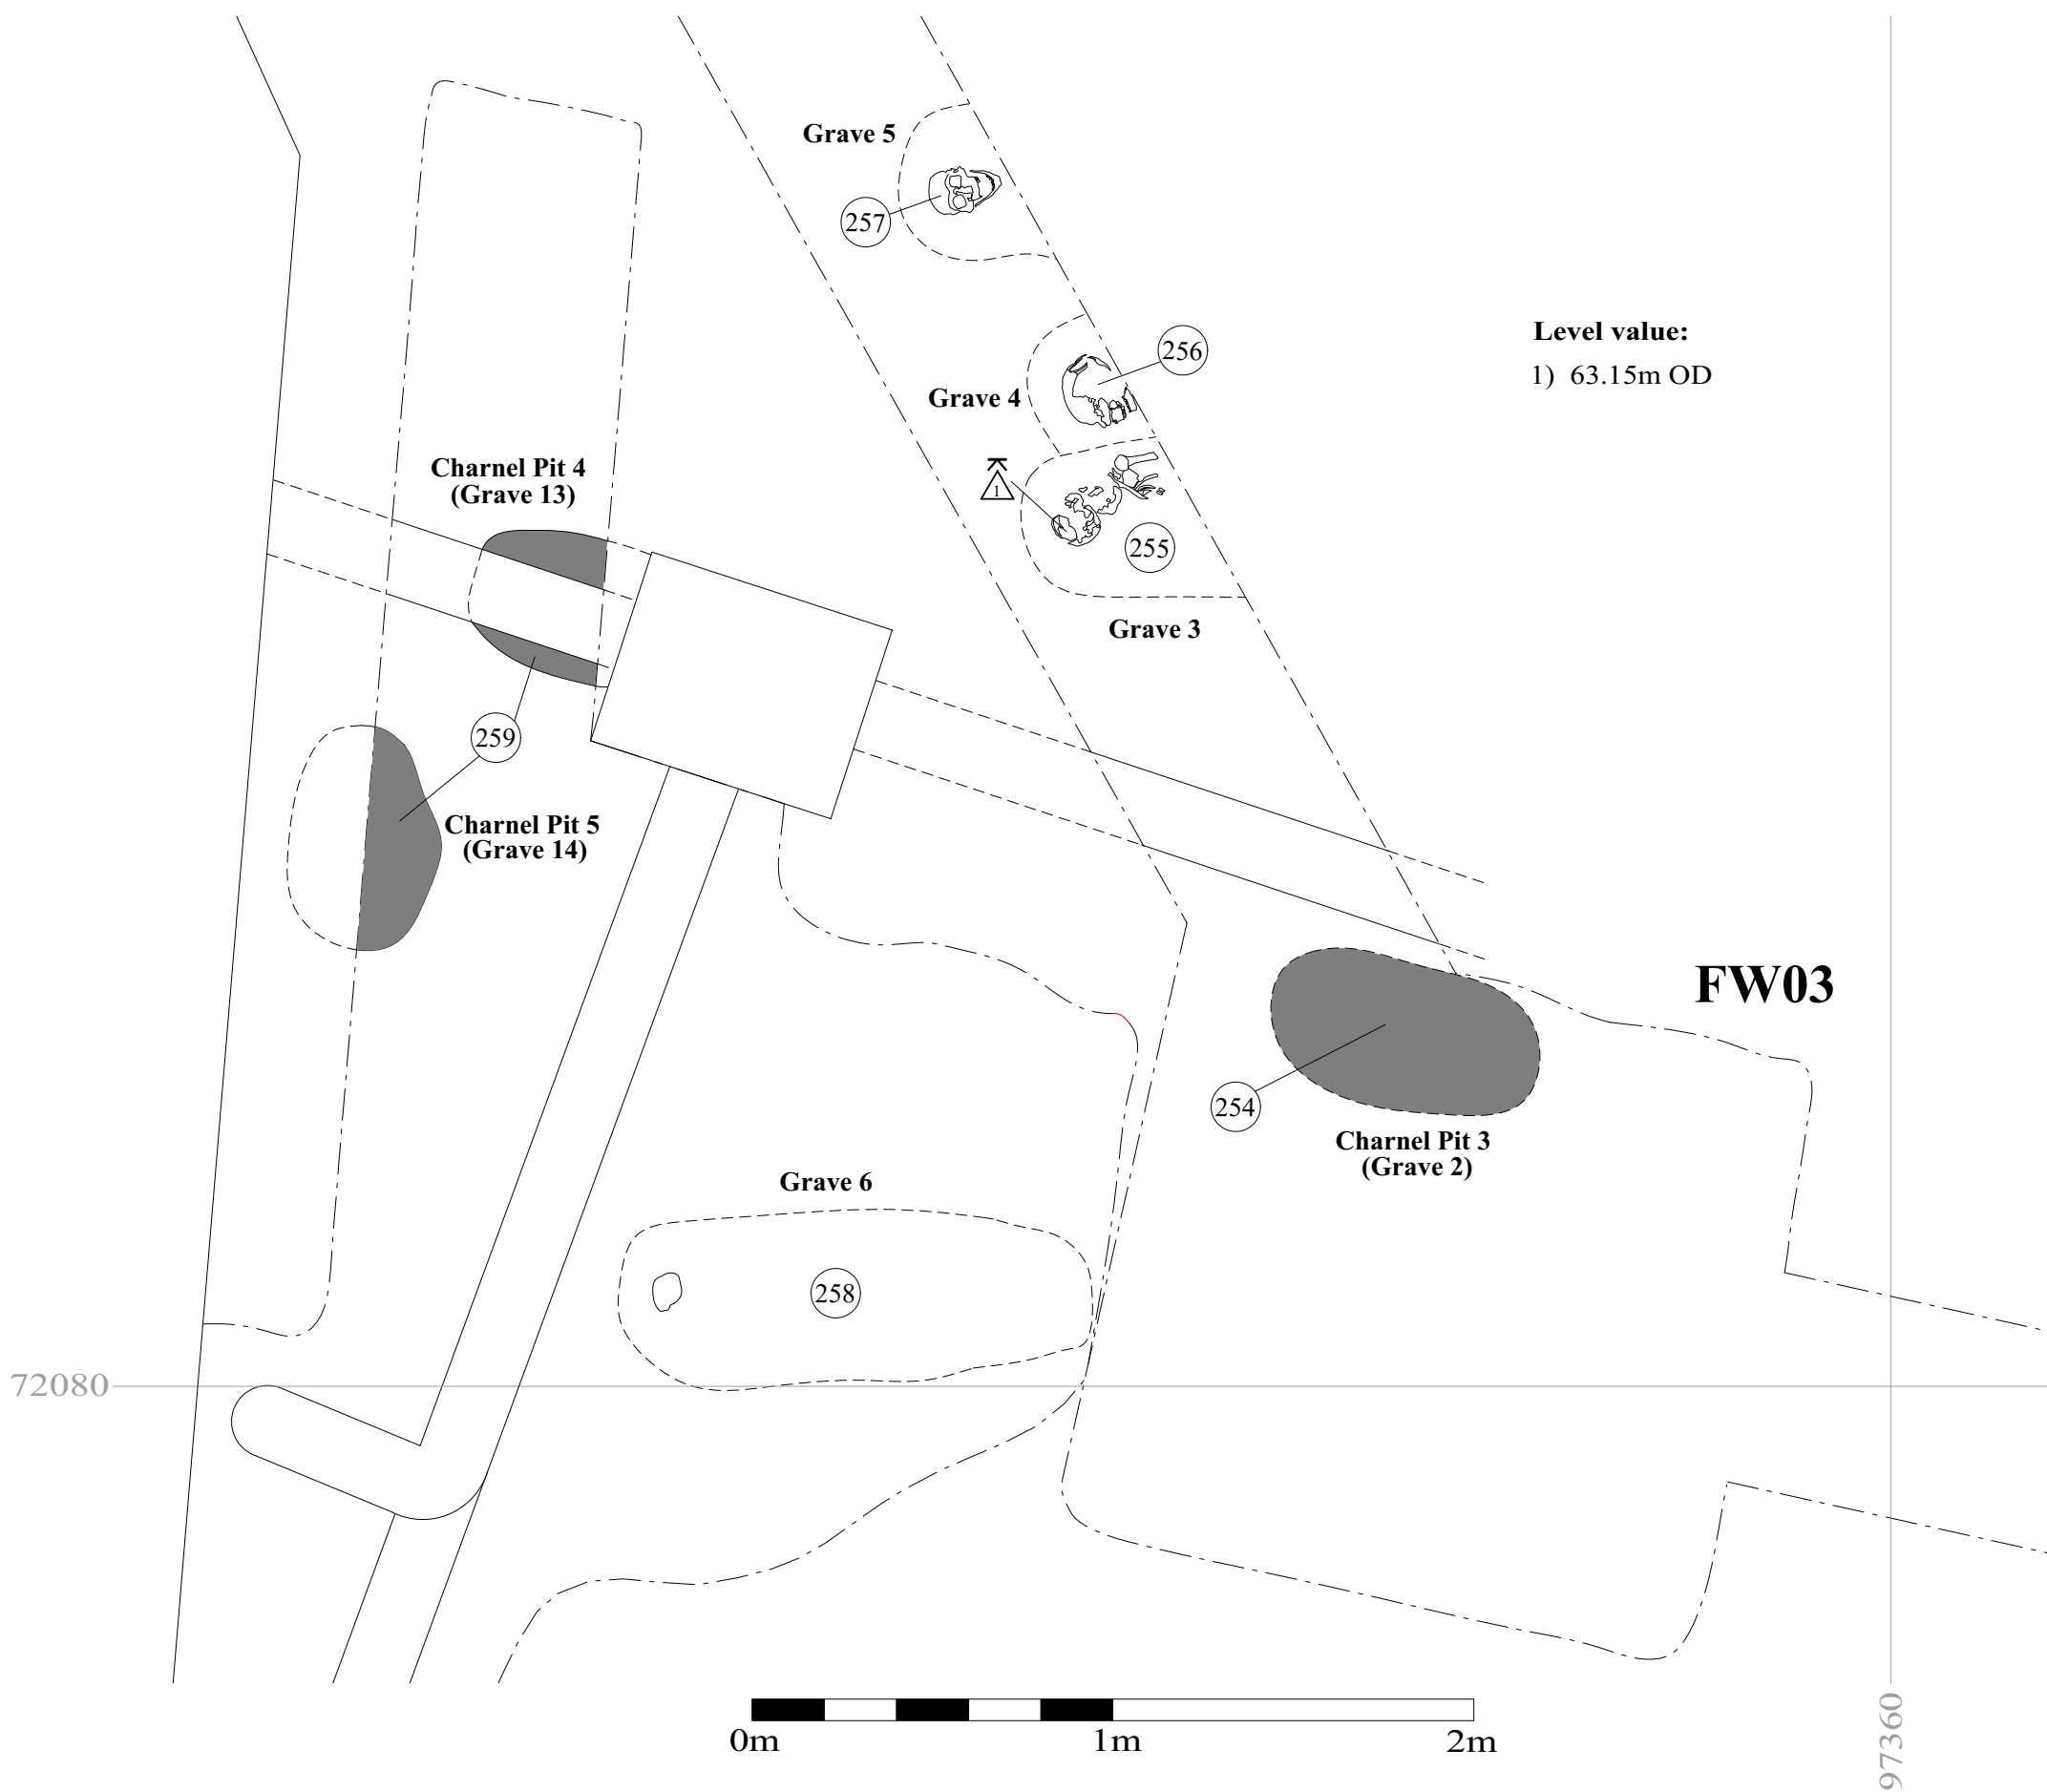 Grave 5
257
256
Level value:
1) 63.15m OD
Grave 4
Charnel Pit 4
(Grave 13)
1
255
Grave 3
259
Charnel Pit 5
(Grave 14)
FW03
254
Charnel Pit 3
(Grave 2)
Grave 6
258
72080
97360
0m
1m
2m